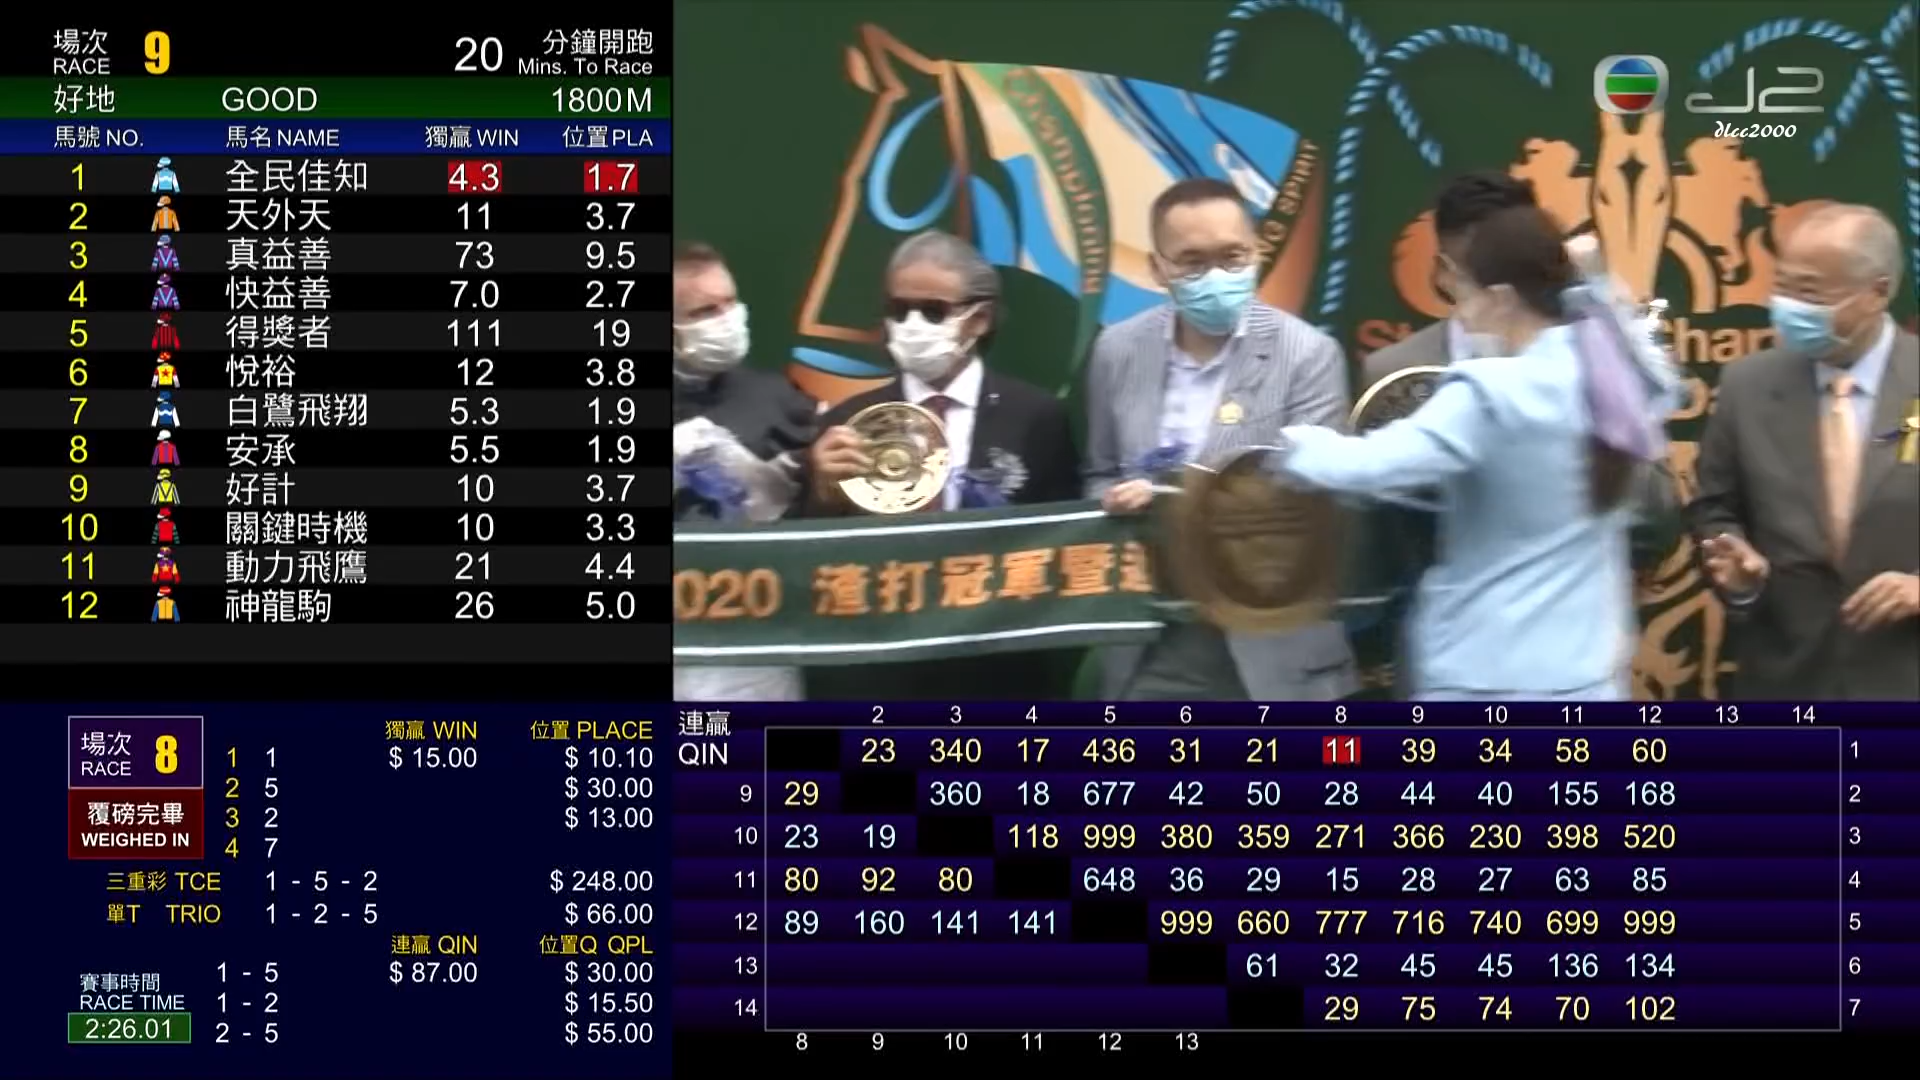 場次 9 20 分鐘開跑
RACE Mins. To Race
好地 GOOD 1800M
馬號 NO. 馬名 NAME 獨贏 WIN 位置 PLA
1 全民佳知 4.3 1.7
2 天外天 11 3.7
3 真益善 73 9.5
4 快益善 7.0 2.7
5 得獎者 111 19
6 悅裕 12 3.8
7 白鷺飛翔 5.3 1.9
8 安承 5.5 1.9
9 好計 10 3.7
10 關鍵時機 10 3.3
11 動力飛鷹 21 4.4
12 神龍駒 26 5.0
J2
dlcc2000
Champions
NG SPIRIT
020 渣打冠軍暨
場次 8
RACE
覆磅完畢
WEIGHED IN
獨贏 WIN 位置 PLACE
1 1 $ 15.00 $ 10.10
2 5 $ 30.00
3 2 $ 13.00
4 7
三重彩 TCE 1 - 5 - 2 $ 248.00
單T TRIO 1 - 2 - 5 $ 66.00
連贏 QIN 位置Q QPL
1 - 5 $ 87.00 $ 30.00
1 - 2 $ 15.50
2 - 5 $ 55.00
賽事時間
RACE TIME
2:26.01
連贏 2 3 4 5 6 7 8 9 10 11 12 13 14
QIN 23 340 17 436 31 21 11 39 34 58 60 1
9 29 360 18 677 42 50 28 44 40 155 168 2
10 23 19 118 999 380 359 271 366 230 398 520 3
11 80 92 80 648 36 29 15 28 27 63 85 4
12 89 160 141 141 999 660 777 716 740 699 999 5
13 61 32 45 45 136 134 6
14 29 75 74 70 102 7
8 9 10 11 12 13